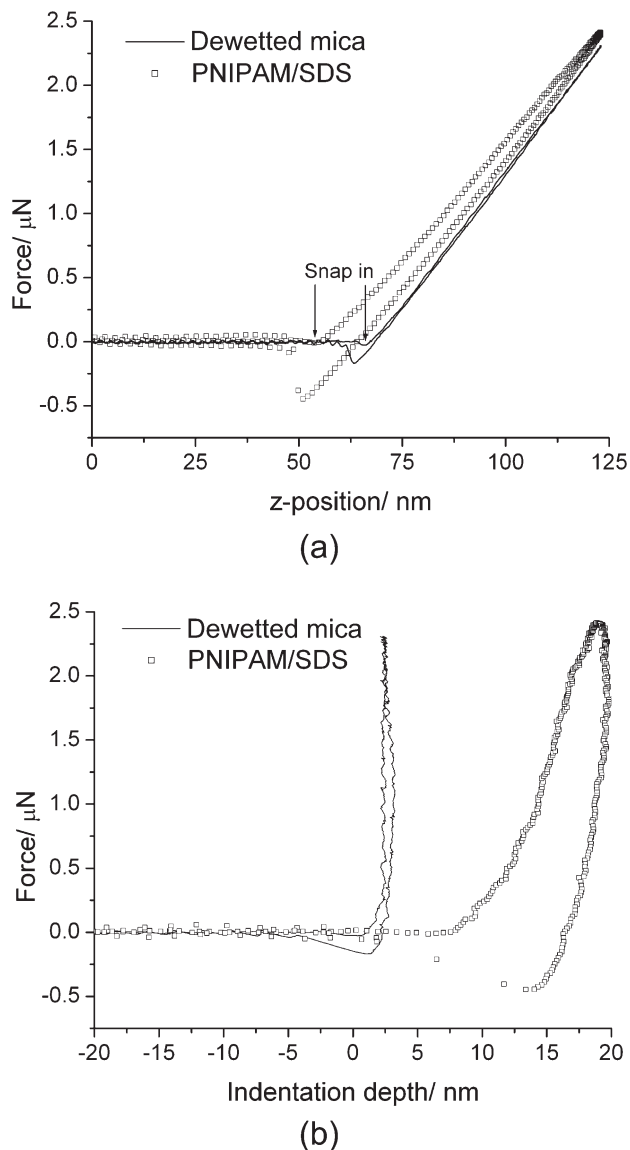 2.5
2.0
1.5
1.0
0.5
0.0
-0.5
Force/ μN
Dewetted mica
PNIPAM/SDS
Snap in
0 25 50 75 100 125
z-position/ nm
(a)
2.5
2.0
1.5
1.0
0.5
0.0
-0.5
Force/ μN
Dewetted mica
PNIPAM/SDS
-20 -15 -10 -5 0 5 10 15 20
Indentation depth/ nm
(b)